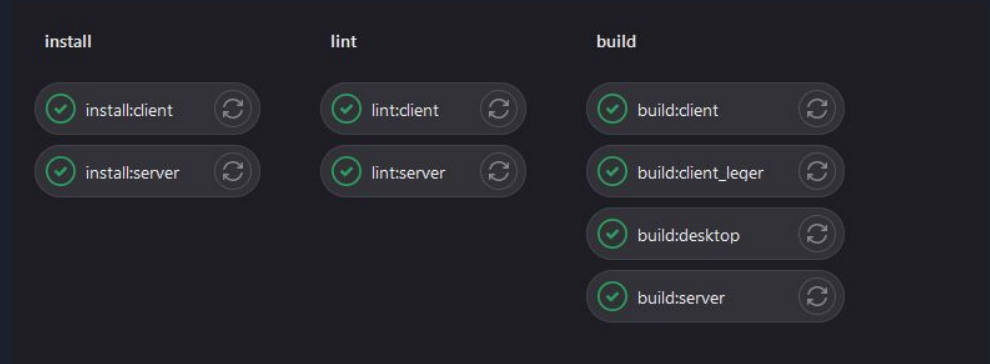 install
install:client
install:server
lint
lint:client
lint:server
build
build:client
build:client_leger
build:desktop
build:server